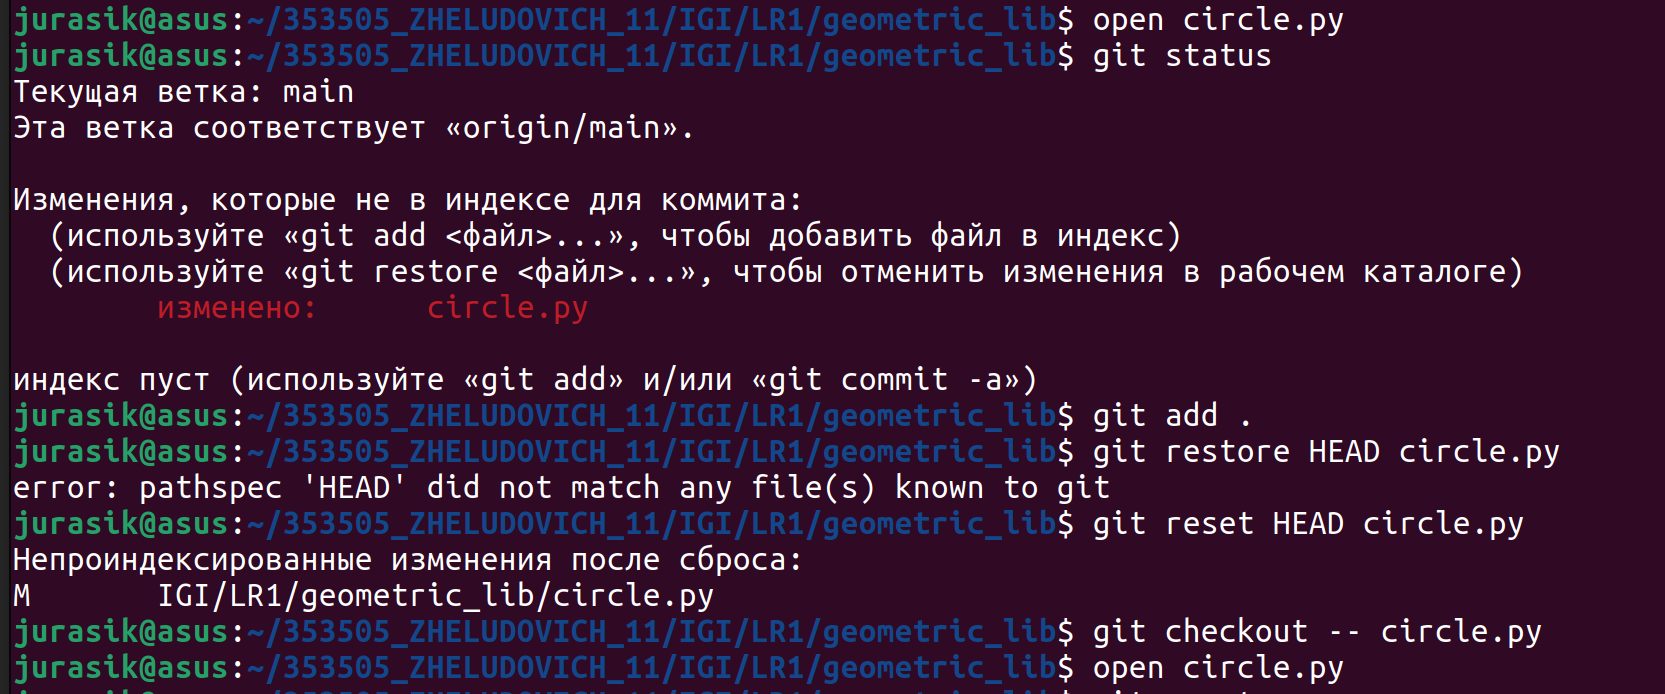 jurasik@asus:~/353505_ZHELUDOVICH_11/IGI/LR1/geometric_lib$ open circle.py
jurasik@asus:~/353505_ZHELUDOVICH_11/IGI/LR1/geometric_lib$ git status
Текущая ветка: main
Эта ветка соответствует «origin/main».

Изменения, которые не в индексе для коммита:
  (используйте «git add <файл>...», чтобы добавить файл в индекс)
  (используйте «git restore <файл>...», чтобы отменить изменения в рабочем каталоге)
        изменено:      circle.py

индекс пуст (используйте «git add» и/или «git commit -a»)
jurasik@asus:~/353505_ZHELUDOVICH_11/IGI/LR1/geometric_lib$ git add .
jurasik@asus:~/353505_ZHELUDOVICH_11/IGI/LR1/geometric_lib$ git restore HEAD circle.py
error: pathspec 'HEAD' did not match any file(s) known to git
jurasik@asus:~/353505_ZHELUDOVICH_11/IGI/LR1/geometric_lib$ git reset HEAD circle.py
Непроиндексированные изменения после сброса:
M       IGI/LR1/geometric_lib/circle.py
jurasik@asus:~/353505_ZHELUDOVICH_11/IGI/LR1/geometric_lib$ git checkout -- circle.py
jurasik@asus:~/353505_ZHELUDOVICH_11/IGI/LR1/geometric_lib$ open circle.py